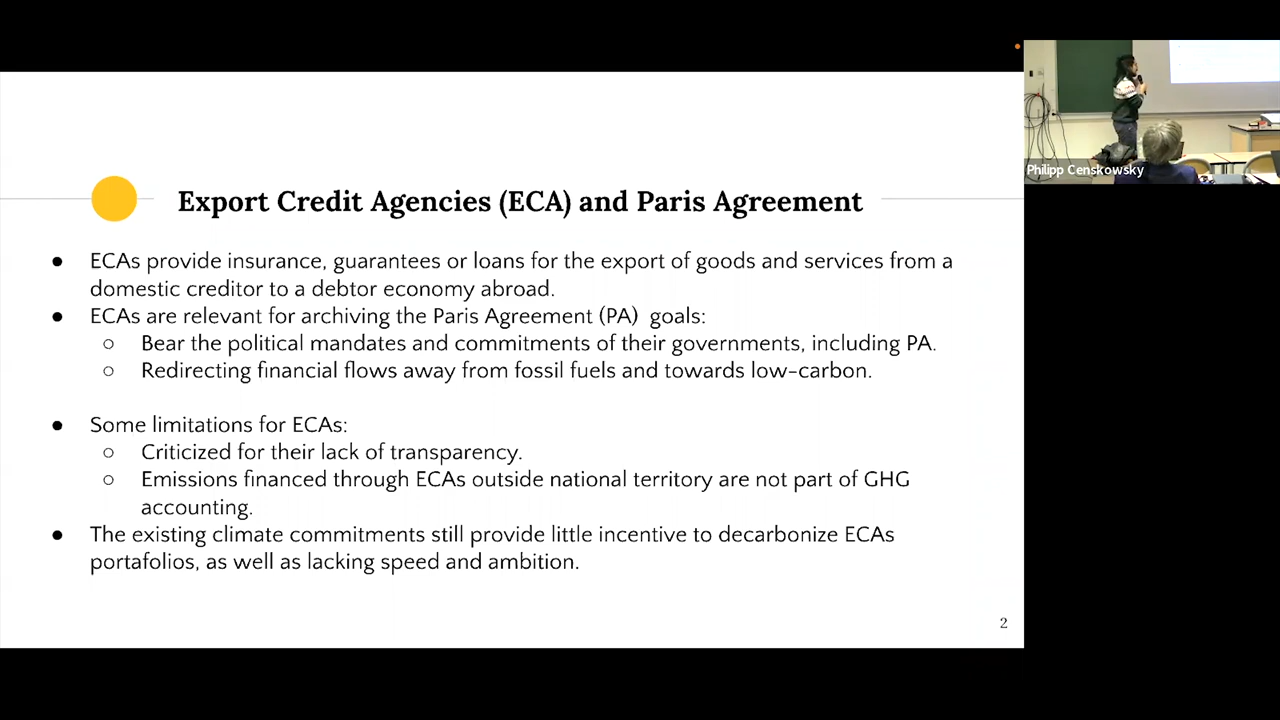 Export Credit Agencies (ECA) and Paris Agreement
● ECAs provide insurance, guarantees or loans for the export of goods and services from a
domestic creditor to a debtor economy abroad.
● ECAs are relevant for archiving the Paris Agreement (PA) goals:
○ Bear the political mandates and commitments of their governments, including PA.
○ Redirecting financial flows away from fossil fuels and towards low-carbon.
● Some limitations for ECAs:
○ Criticized for their lack of transparency.
○ Emissions financed through ECAs outside national territory are not part of GHG
accounting.
● The existing climate commitments still provide little incentive to decarbonize ECAs
portafolios, as well as lacking speed and ambition.
2
Philipp Censkowsky